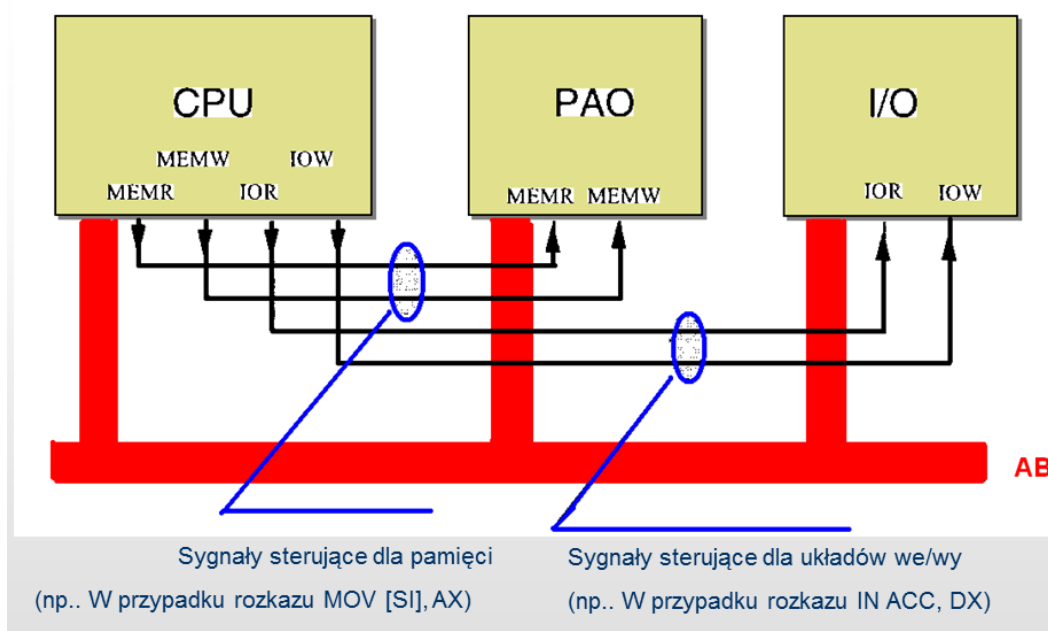 CPU
PAO
I/O
MEMW IOW
MEMR IOR
MEMR MEMW
IOR IOW
AB
Sygnały sterujące dla pamięci
(np.. W przypadku rozkazu MOV [SI], AX)
Sygnały sterujące dla układów we/wy
(np.. W przypadku rozkazu IN ACC, DX)